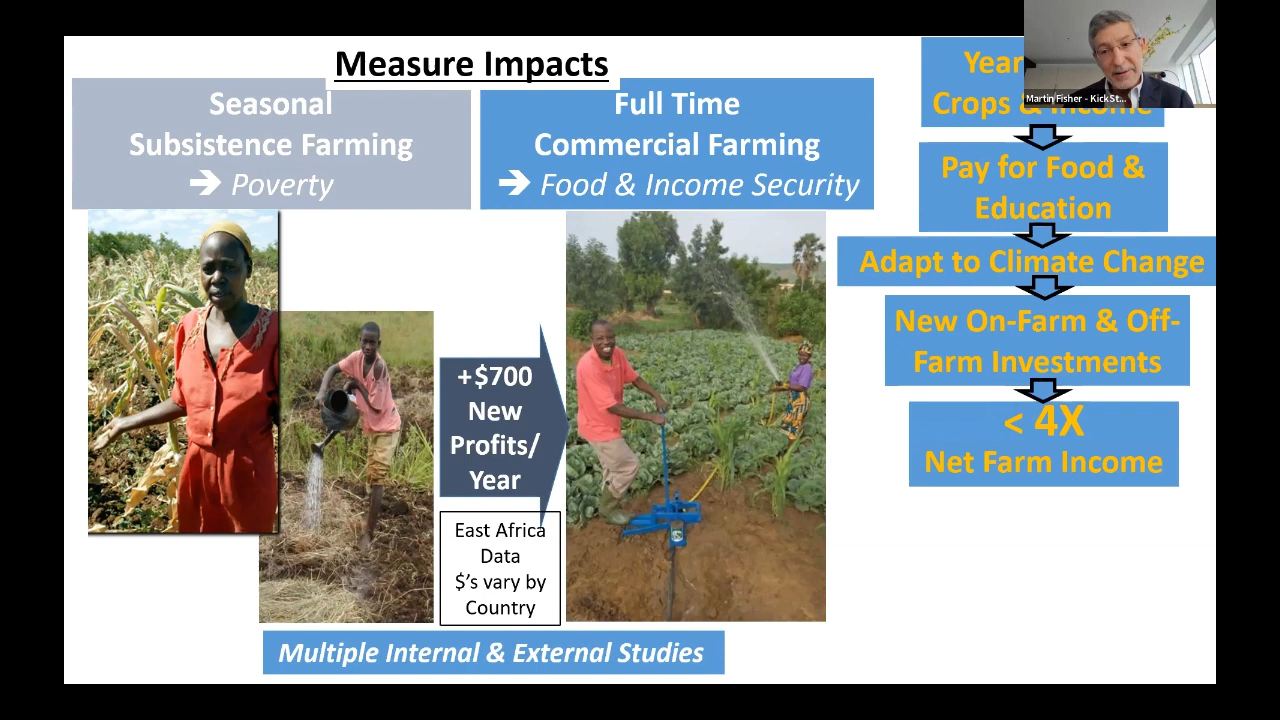 Measure Impacts
Seasonal
Subsistence Farming
➔ Poverty
Full Time
Commercial Farming
➔ Food & Income Security
+$700
New
Profits/
Year
East Africa
Data
$'s vary by
Country
Multiple Internal & External Studies
Year
Crops & Income
Pay for Food &
Education
Adapt to Climate Change
New On-Farm & Off-
Farm Investments
< 4X
Net Farm Income
Martin Fisher - KickSt...